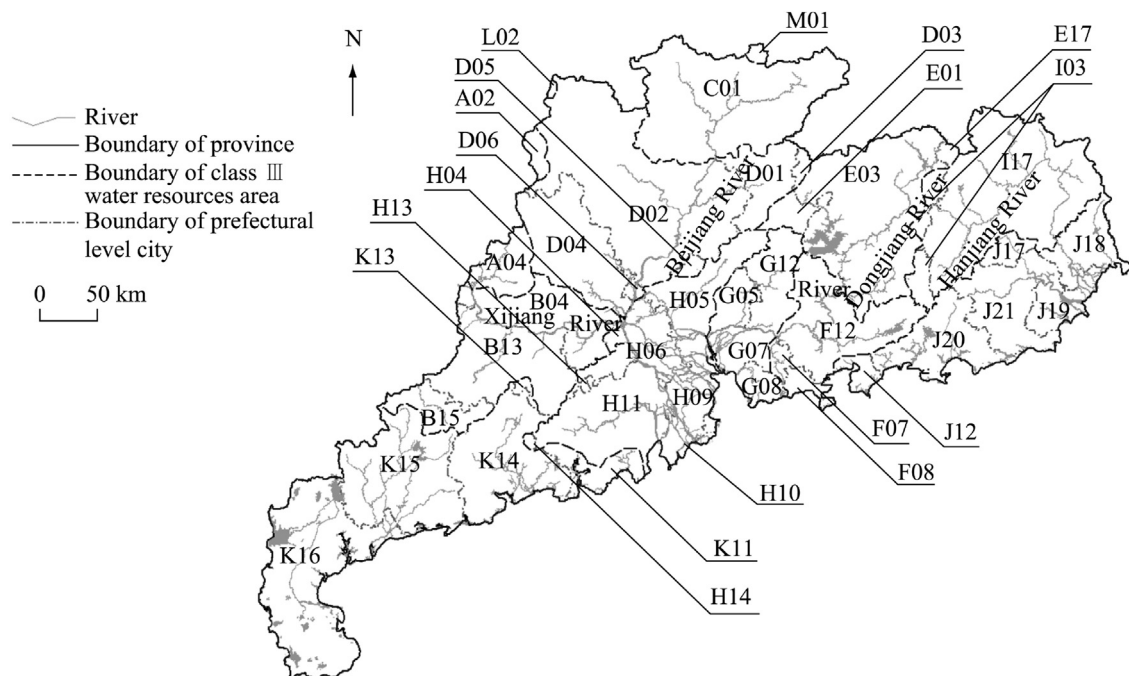 N
River
Boundary of province
Boundary of class Ⅲ
water resources area
Boundary of prefectural
level city
0 50 km
L02
D05
A02
D06
H04
H13
K13
M01
D03
E17
E01
I03
C01
D01
E03
I17
D02
Beijiang River
D04
Dongjiang River
Hanjiang River
J17
J18
A04
G12
B04
H05
G05
River
Xijiang
River
F12
J21
J19
B13
H06
G07
J20
G08
H09
H11
B15
F07
J12
K15
K14
F08
H10
K11
K16
H14